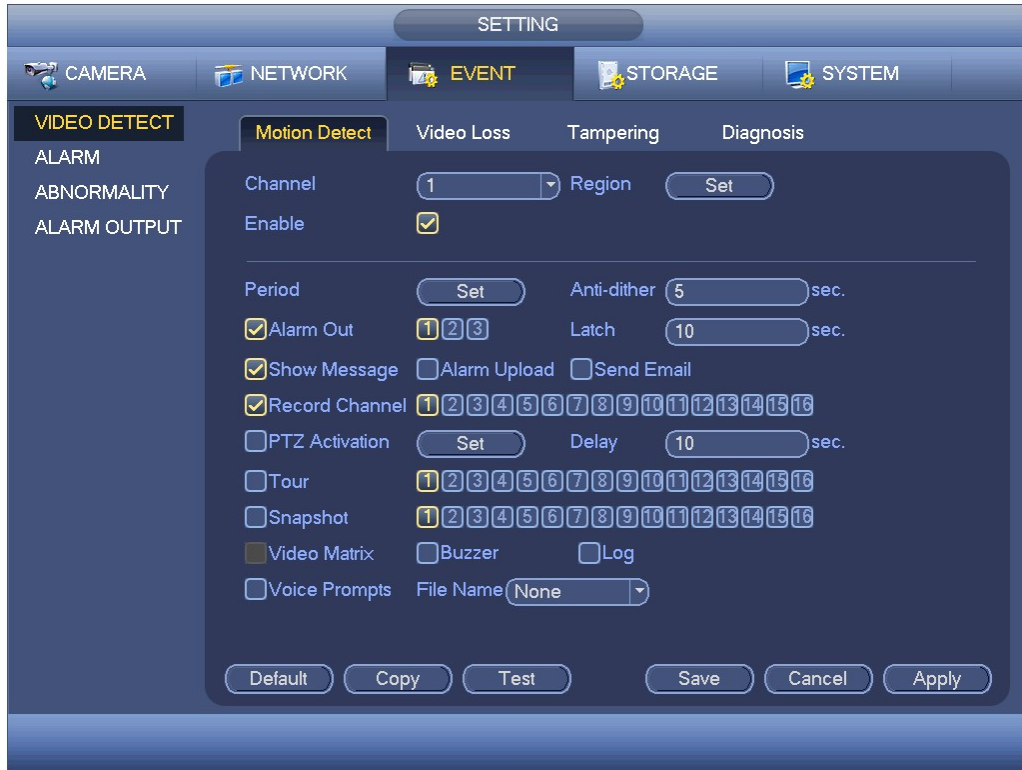 SETTING
CAMERA NETWORK EVENT STORAGE SYSTEM
VIDEO DETECT
ALARM
ABNORMALITY
ALARM OUTPUT
Motion Detect Video Loss Tampering Diagnosis
Channel 1 Region Set
Enable
Period Set Anti-dither 5 sec.
Alarm Out 1 2 3 Latch 10 sec.
Show Message Alarm Upload Send Email
Record Channel 1 2 3 4 5 6 7 8 9 10 11 12 13 14 15 16
PTZ Activation Set Delay 10 sec.
Tour 1 2 3 4 5 6 7 8 9 10 11 12 13 14 15 16
Snapshot 1 2 3 4 5 6 7 8 9 10 11 12 13 14 15 16
Video Matrix Buzzer Log
Voice Prompts File Name None
Default Copy Test Save Cancel Apply